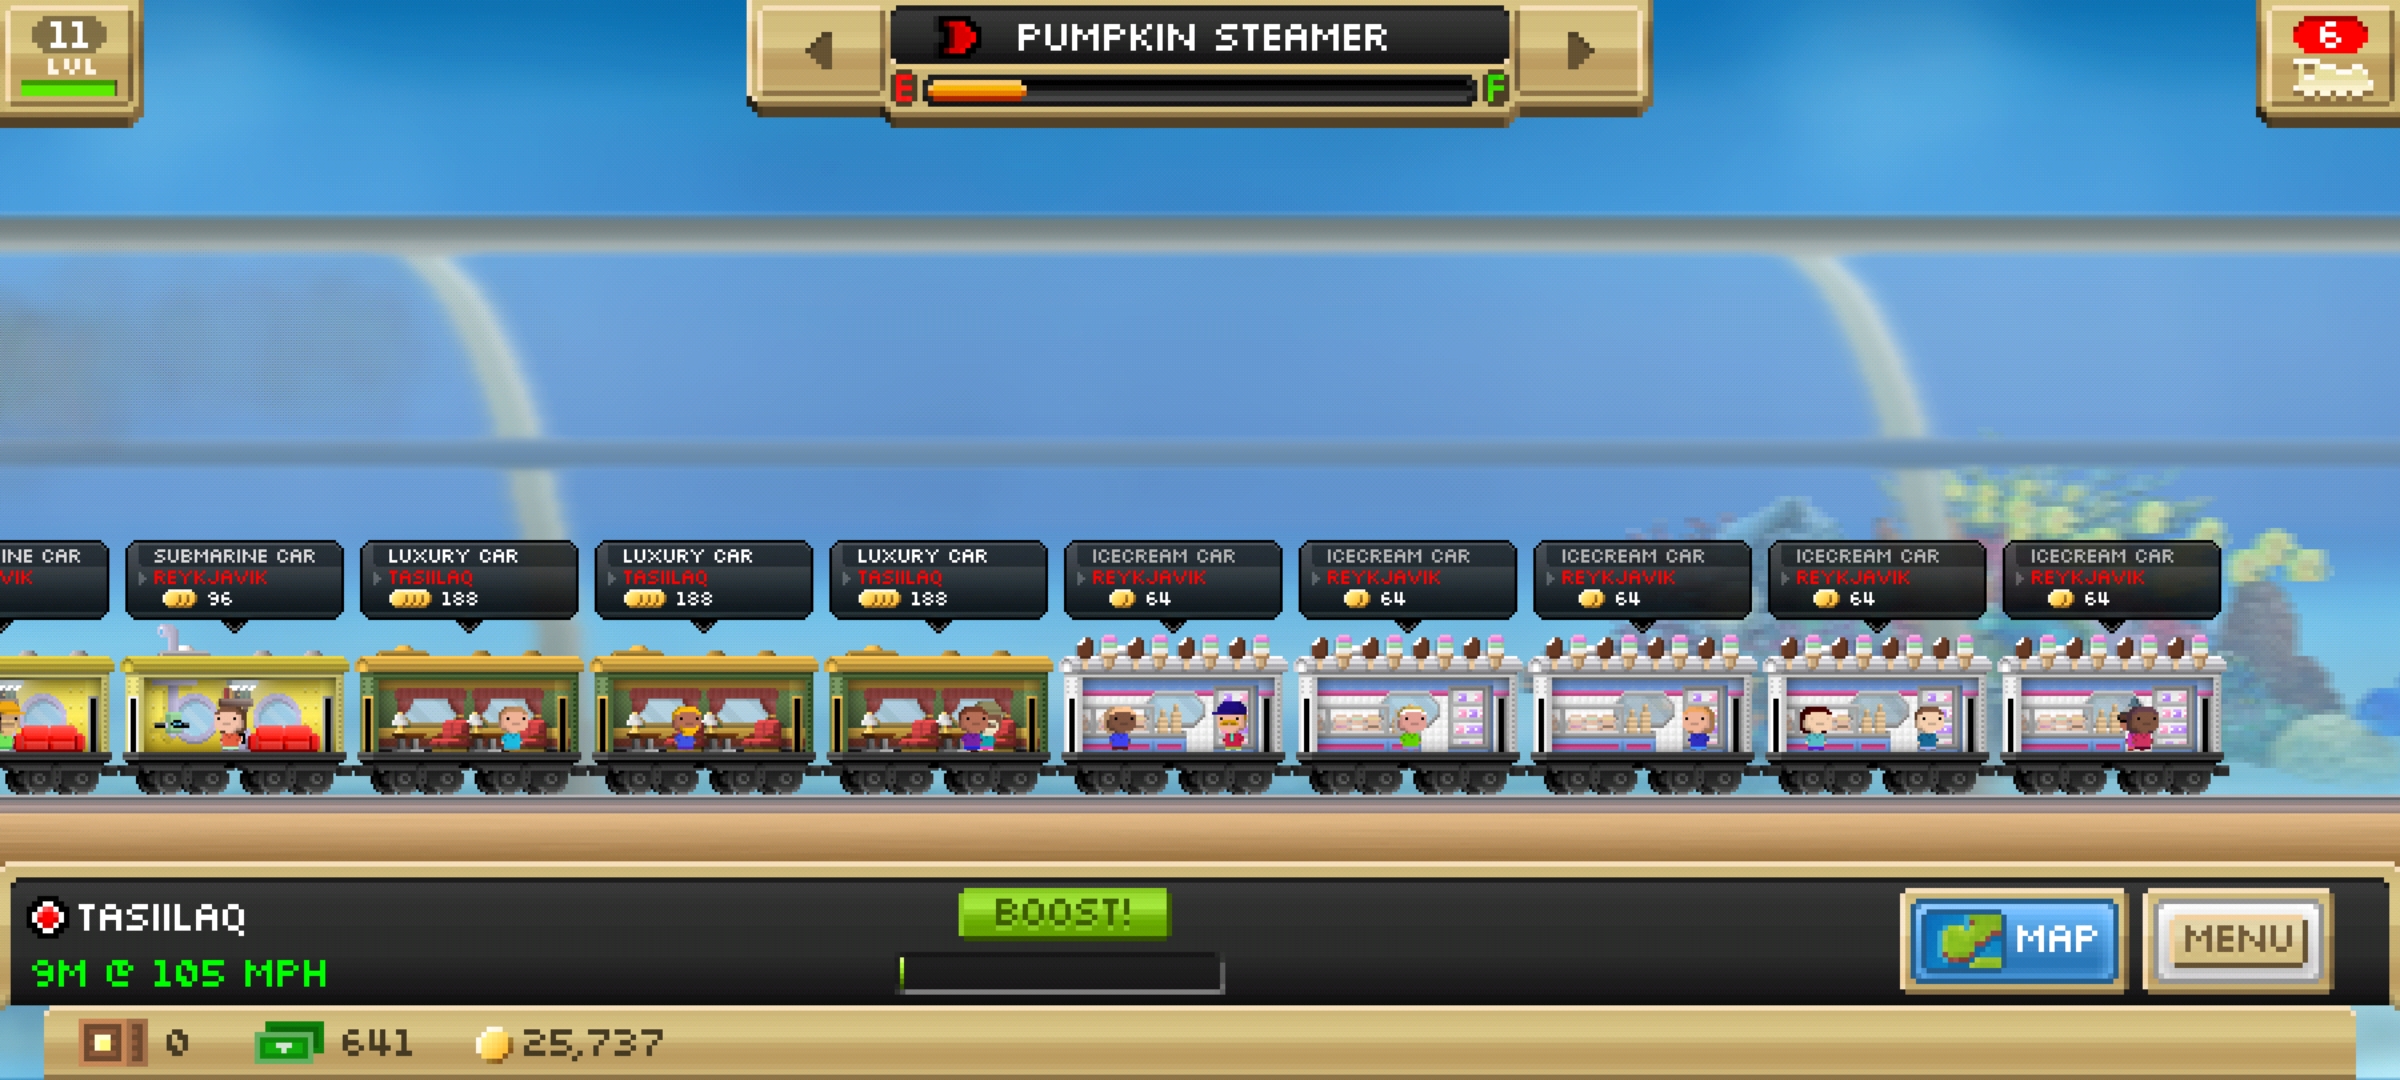 11
LVL
PUMPKIN STEAMER
E
F
6
INE CAR
VIK
SUBMARINE CAR
REYKJAVIK
96
LUXURY CAR
TASIILAQ
188
LUXURY CAR
TASIILAQ
188
LUXURY CAR
TASIILAQ
188
ICECREAM CAR
REYKJAVIK
64
ICECREAM CAR
REYKJAVIK
64
ICECREAM CAR
REYKJAVIK
64
ICECREAM CAR
REYKJAVIK
64
ICECREAM CAR
REYKJAVIK
64
TASIILAQ
9M @ 105 MPH
BOOST!
MAP
MENU
0
641
25,737